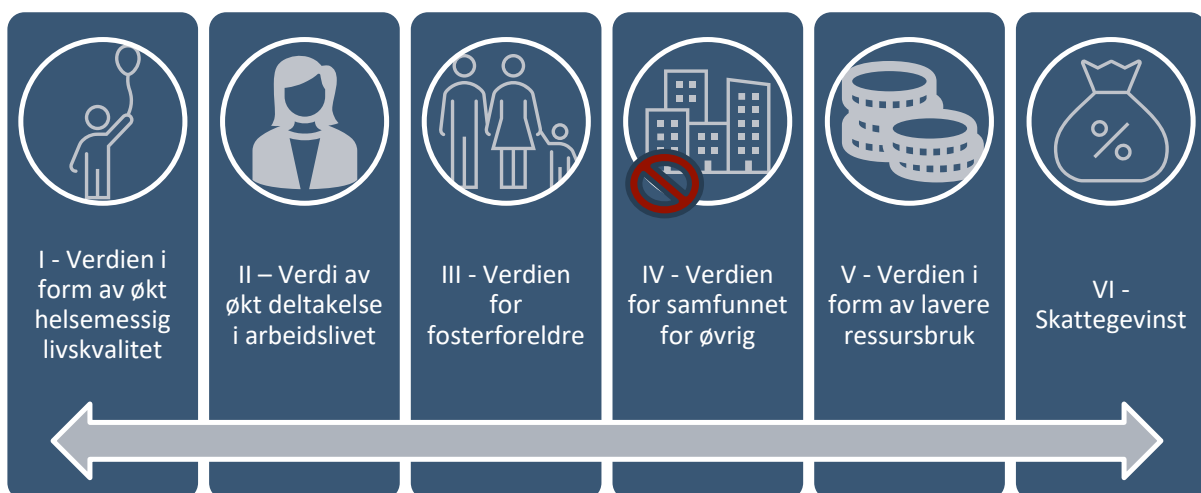 I - Verdien i
form av økt
helsemessig
livskvalitet
II – Verdi av
økt deltakelse
i arbeidslivet
III - Verdien
for
fosterforeldre
IV - Verdien
for samfunnet
for øvrig
V - Verdien i
form av lavere
ressursbruk
VI -
Skattegevinst
%